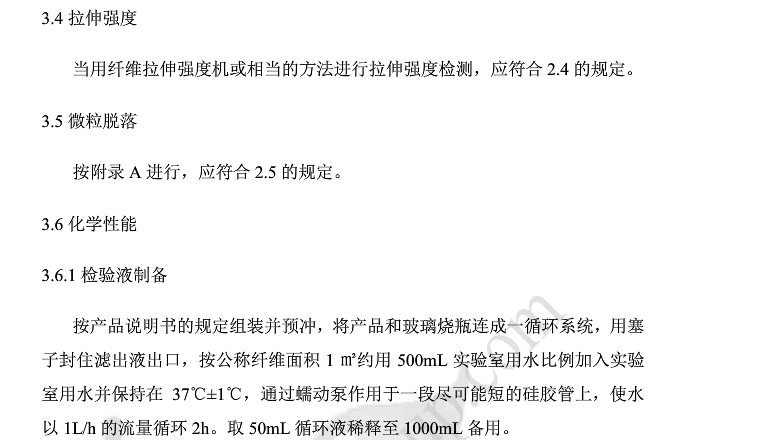 3.4 拉伸强度
当用纤维拉伸强度机或相当的方法进行拉伸强度检测，应符合 2.4 的规定。
3.5 微粒脱落
按附录 A 进行，应符合 2.5 的规定。
3.6 化学性能
3.6.1 检验液制备
按产品说明书的规定组装并预冲，将产品和玻璃烧瓶连成一循环系统，用塞
子封住滤出液出口，按公称纤维面积 1 ㎡约用 500mL 实验室用水比例加入实验
室用水并保持在 37℃±1℃，通过蠕动泵作用于一段尽可能短的硅胶管上，使水
以 1L/h 的流量循环 2h。取 50mL 循环液稀释至 1000mL 备用。